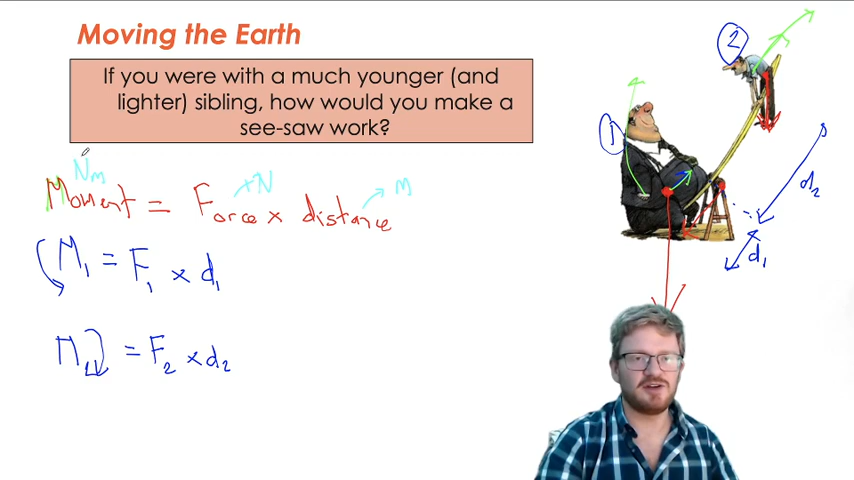 Moving the Earth
If you were with a much younger (and
lighter) sibling, how would you make a
see-saw work?
Nm
Moment = Force x distance
N
m
M1 = F1 x d1
M2 = F2 x d2
1
2
d2
d1